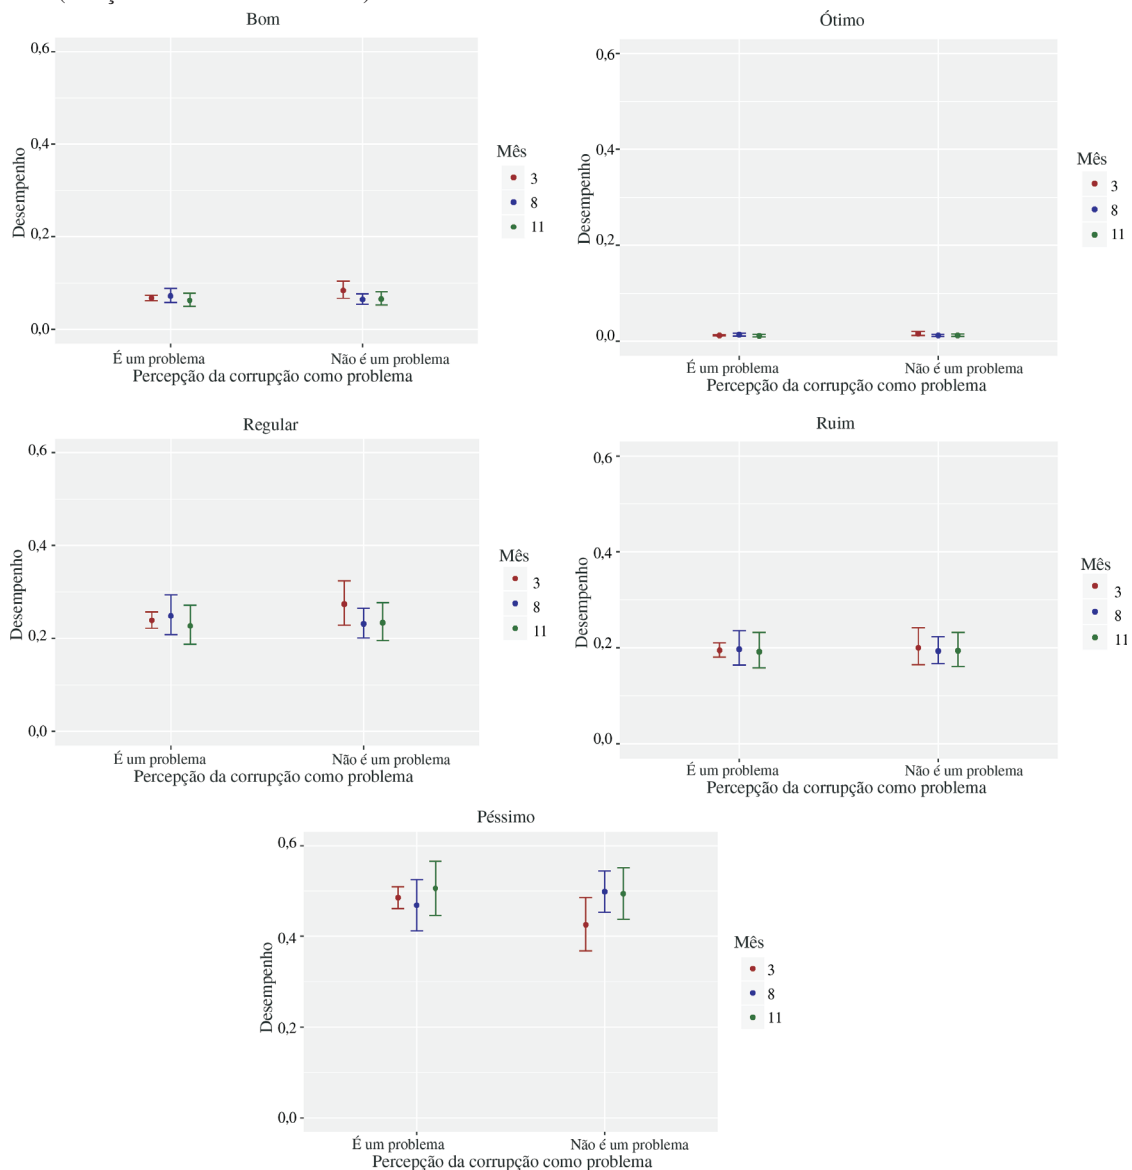 Bom
0,6
0,4
0,2
0,0
Desempenho
É um problema
Não é um problema
Percepção da corrupção como problema
Mês
3
8
11
Ótimo
0,6
0,4
0,2
0,0
Desempenho
É um problema
Não é um problema
Percepção da corrupção como problema
Mês
3
8
11
Regular
0,6
0,4
0,2
0,0
Desempenho
É um problema
Não é um problema
Percepção da corrupção como problema
Mês
3
8
11
Ruim
0,6
0,4
0,2
0,0
Desempenho
É um problema
Não é um problema
Percepção da corrupção como problema
Mês
3
8
11
Péssimo
0,6
0,4
0,2
0,0
Desempenho
É um problema
Não é um problema
Percepção da corrupção como problema
Mês
3
8
11